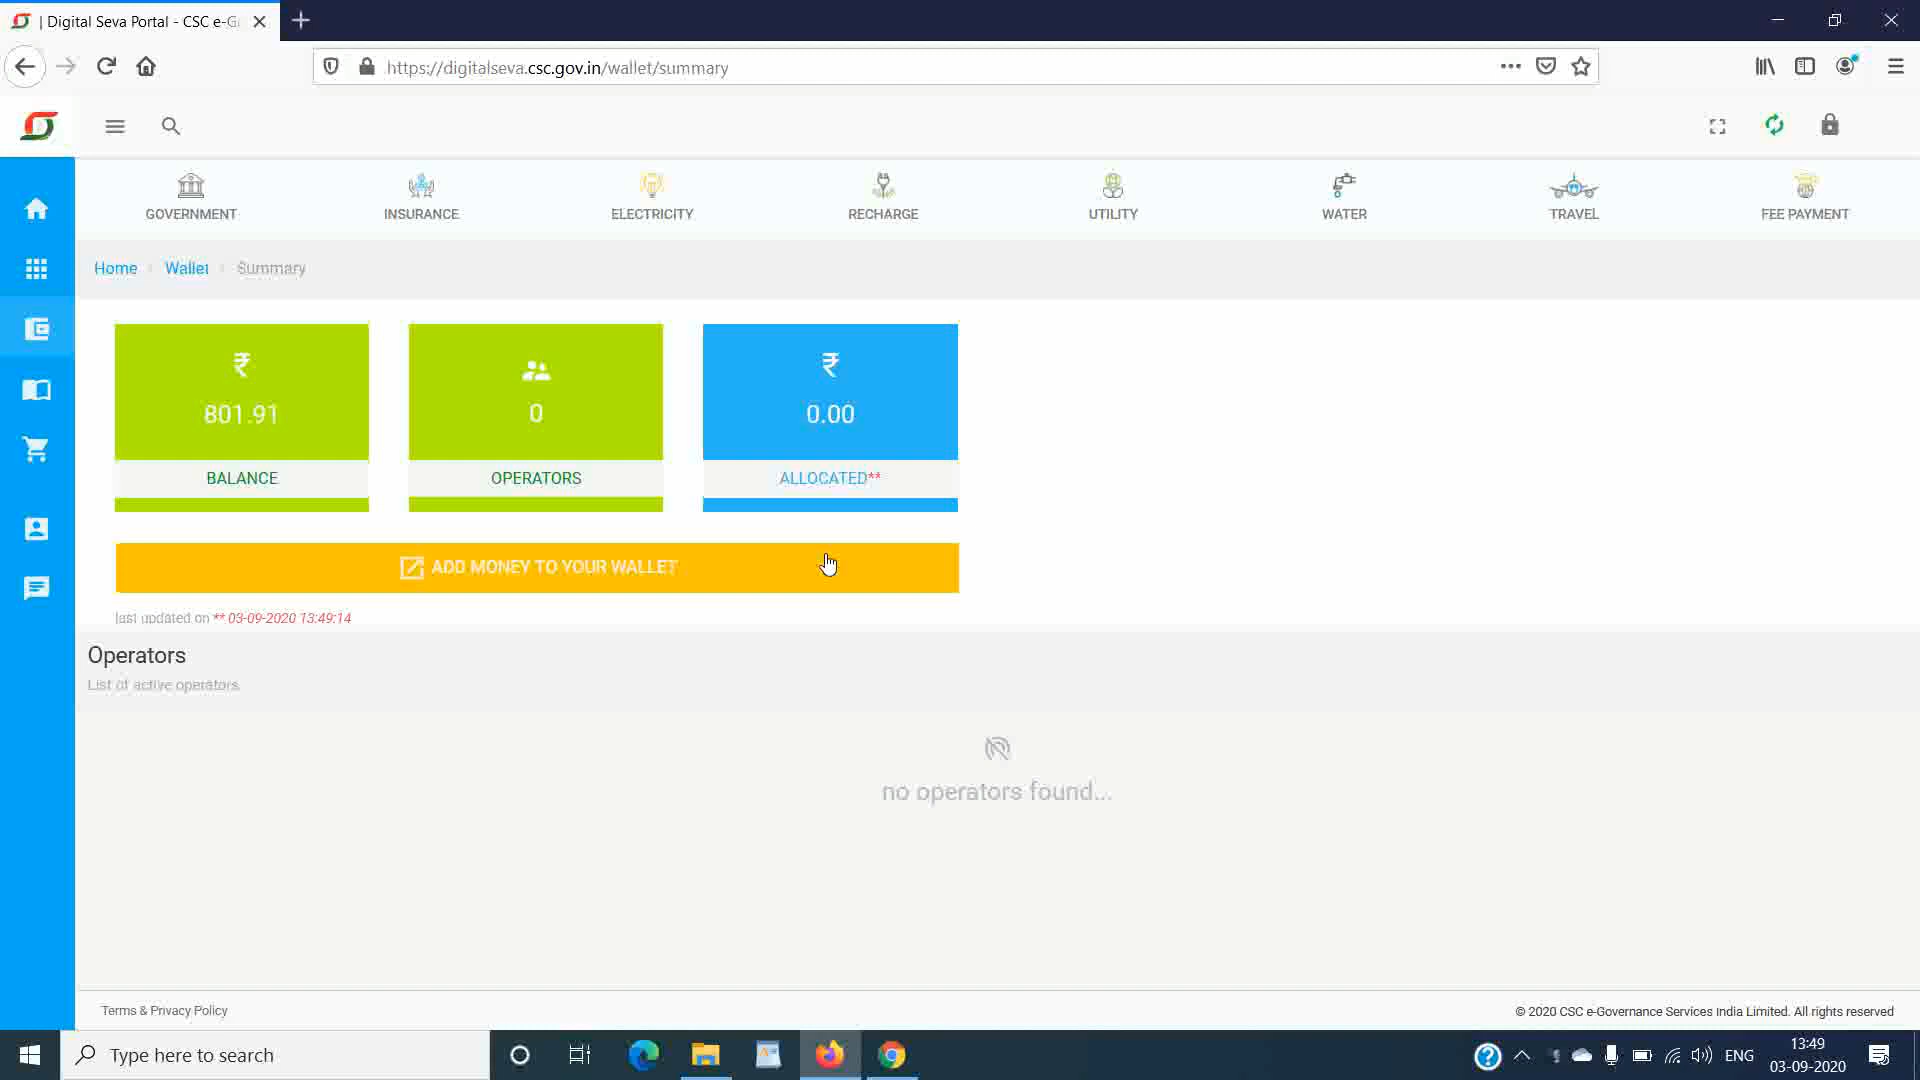 | Digital Seva Portal - CSC e-G
https://digitalseva.csc.gov.in/wallet/summary
GOVERNMENT
INSURANCE
ELECTRICITY
RECHARGE
UTILITY
WATER
TRAVEL
FEE PAYMENT
Home
Wallet
Summary
₹
801.91
BALANCE
0
OPERATORS
₹
0.00
ALLOCATED**
ADD MONEY TO YOUR WALLET
last updated on ** 03-09-2020 13:49:14
Operators
List of active operators
no operators found...
Terms & Privacy Policy
© 2020 CSC e-Governance Services India Limited. All rights reserved
Type here to search
ENG
13:49
03-09-2020